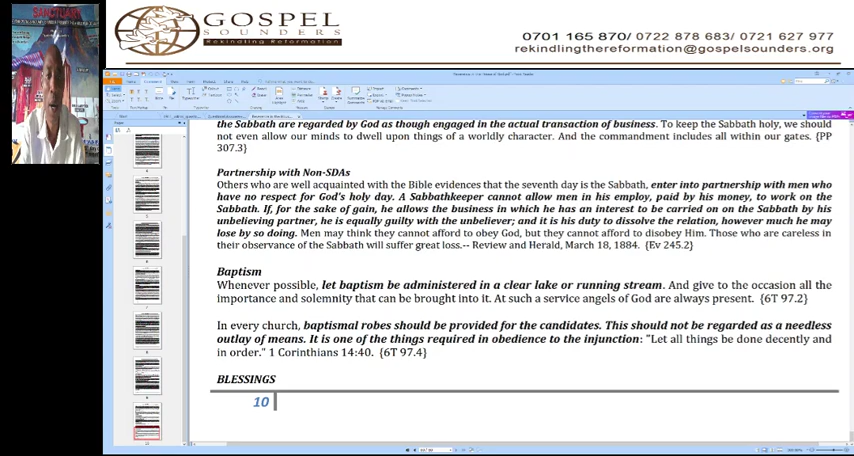 SANCTUARY
GOSPEL
SOUNDERS
Rekindling Reformation
0701 165 870/ 0722 878 683/ 0721 627 977
rekindlingthereformation@gospelsounders.org
the Sabbath are regarded by God as though engaged in the actual transaction of business. To keep the Sabbath holy, we should
not even allow our minds to dwell upon things of a worldly character. And the commandment includes all within our gates. {PP
307.3}
Partnership with Non-SDAs
Others who are well acquainted with the Bible evidences that the seventh day is the Sabbath, enter into partnership with men who
have no respect for God's holy day. A Sabbathkeeper cannot allow men in his employ, paid by his money, to work on the
Sabbath. If, for the sake of gain, he allows the business in which he has an interest to be carried on on the Sabbath by his
unbelieving partner, he is equally guilty with the unbeliever; and it is his duty to dissolve the relation, however much he may
lose by so doing. Men may think they cannot afford to obey God, but they cannot afford to disobey Him. Those who are careless in
their observance of the Sabbath will suffer great loss.-- Review and Herald, March 18, 1884. {Ev 245.2}
Baptism
Whenever possible, let baptism be administered in a clear lake or running stream. And give to the occasion all the
importance and solemnity that can be brought into it. At such a service angels of God are always present. {6T 97.2}
In every church, baptismal robes should be provided for the candidates. This should not be regarded as a needless
outlay of means. It is one of the things required in obedience to the injunction: "Let all things be done decently and
in order." 1 Corinthians 14:40. {6T 97.4}
BLESSINGS
10